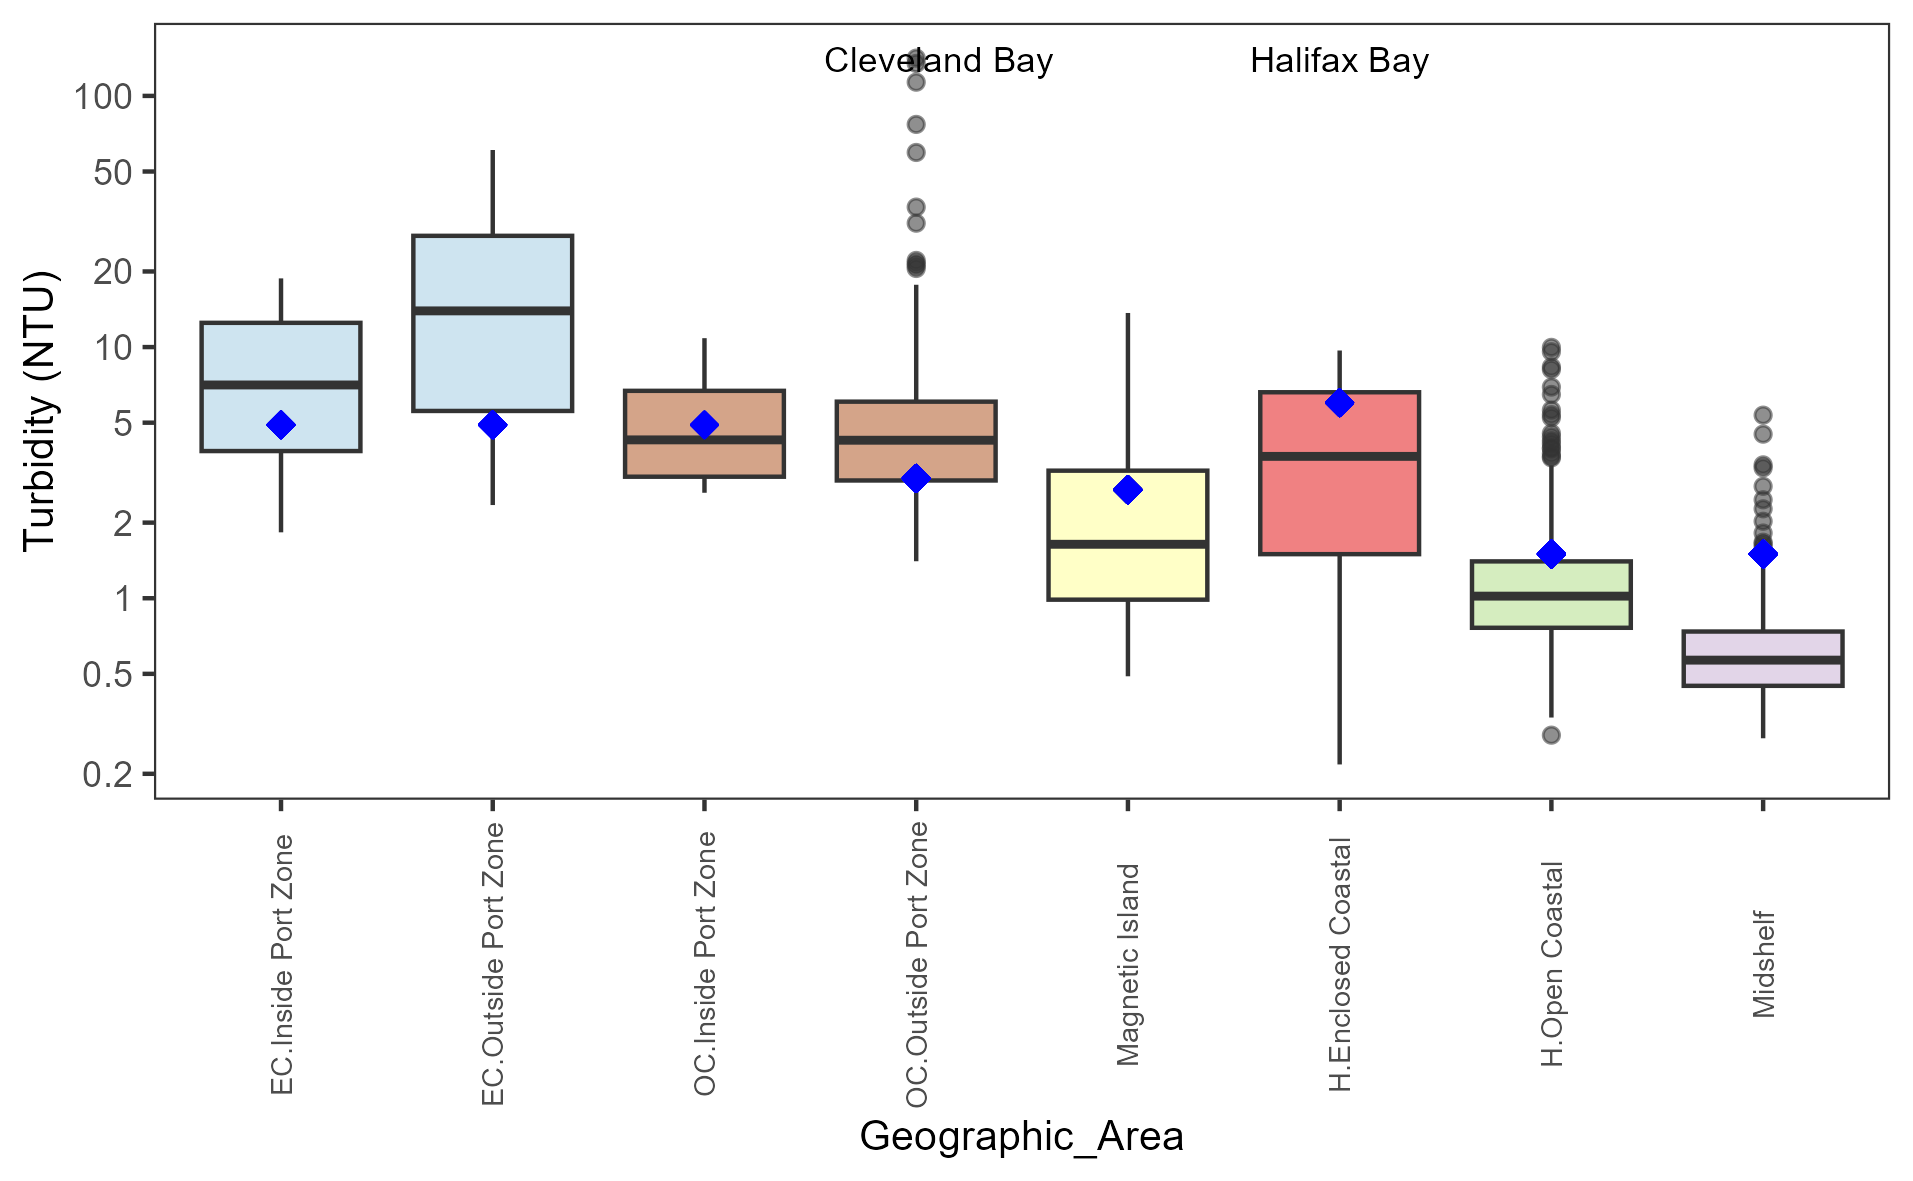 Cleveland Bay
Halifax Bay
Turbidity (NTU)
100
50
20
10
5
2
1
0.5
0.2
EC.Inside Port Zone
EC.Outside Port Zone
OC.Inside Port Zone
OC.Outside Port Zone
Magnetic Island
H.Enclosed Coastal
H.Open Coastal
Midshelf
Geographic_Area